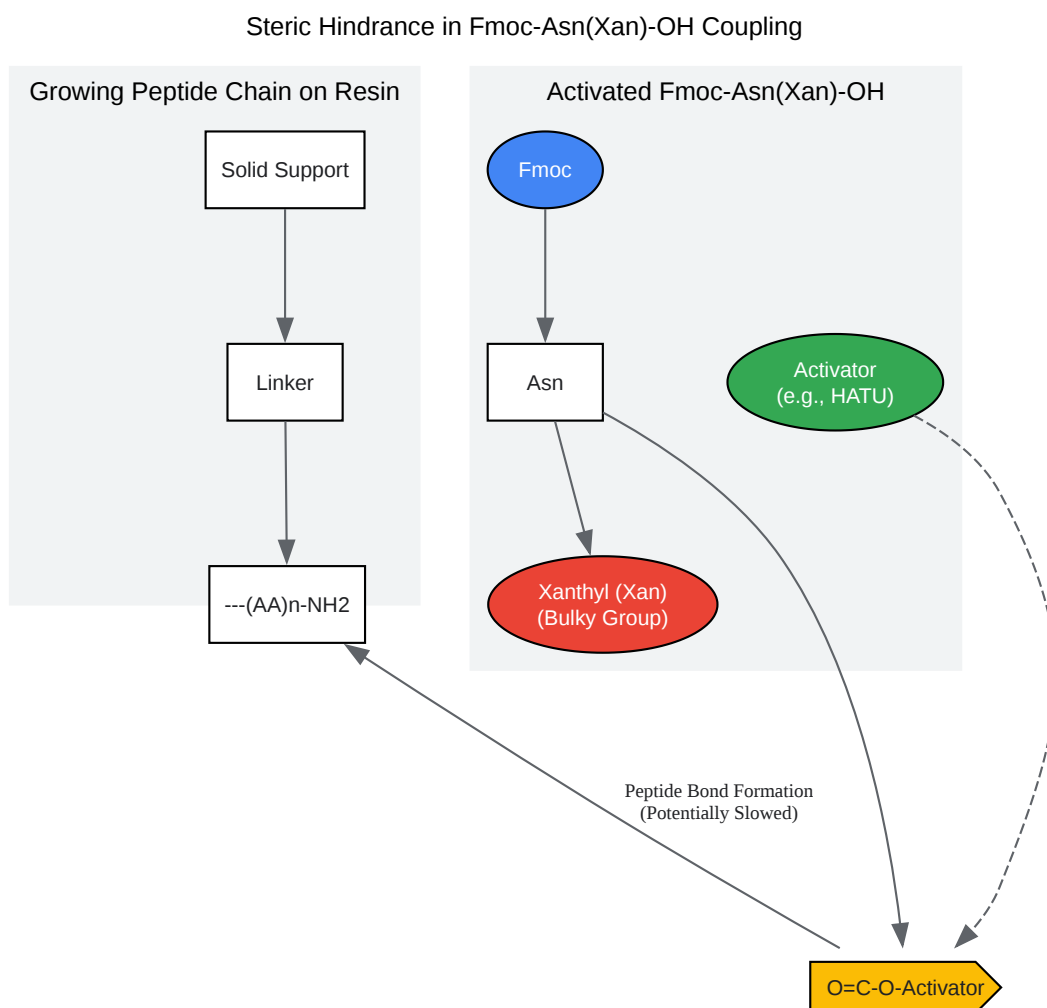 Steric Hindrance in Fmoc-Asn(Xan)-OH Coupling
Growing Peptide Chain on Resin
Solid Support
Linker
---(AA)n-NH2
Activated Fmoc-Asn(Xan)-OH
Fmoc
Asn
Activator
(e.g., HATU)
Xanthyl (Xan)
(Bulky Group)
Peptide Bond Formation
(Potentially Slowed)
O=C-O-Activator